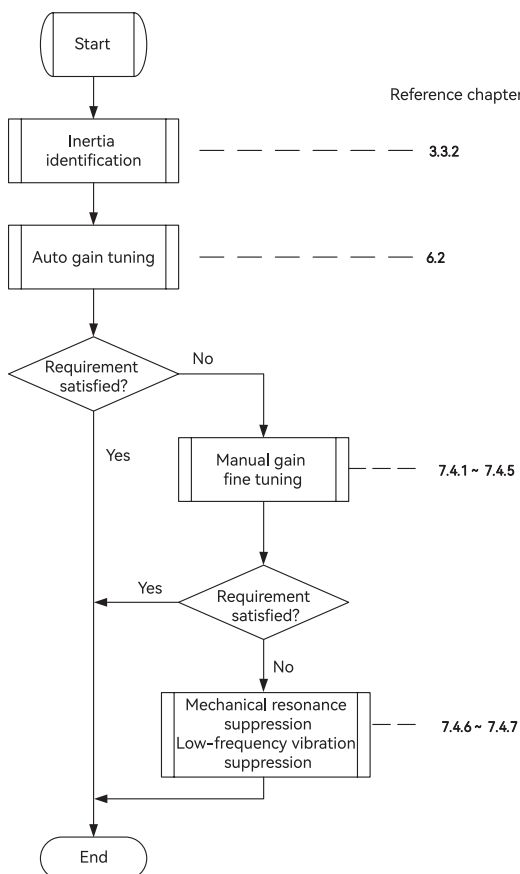 Start
Reference chapter
Inertia
identification
3.3.2
Auto gain tuning
6.2
Requirement
satisfied?
No
Yes
Manual gain
fine tuning
7.4.1 ~ 7.4.5
Yes
Requirement
satisfied?
No
Mechanical resonance
suppression
Low-frequency vibration
suppression
7.4.6 ~ 7.4.7
End